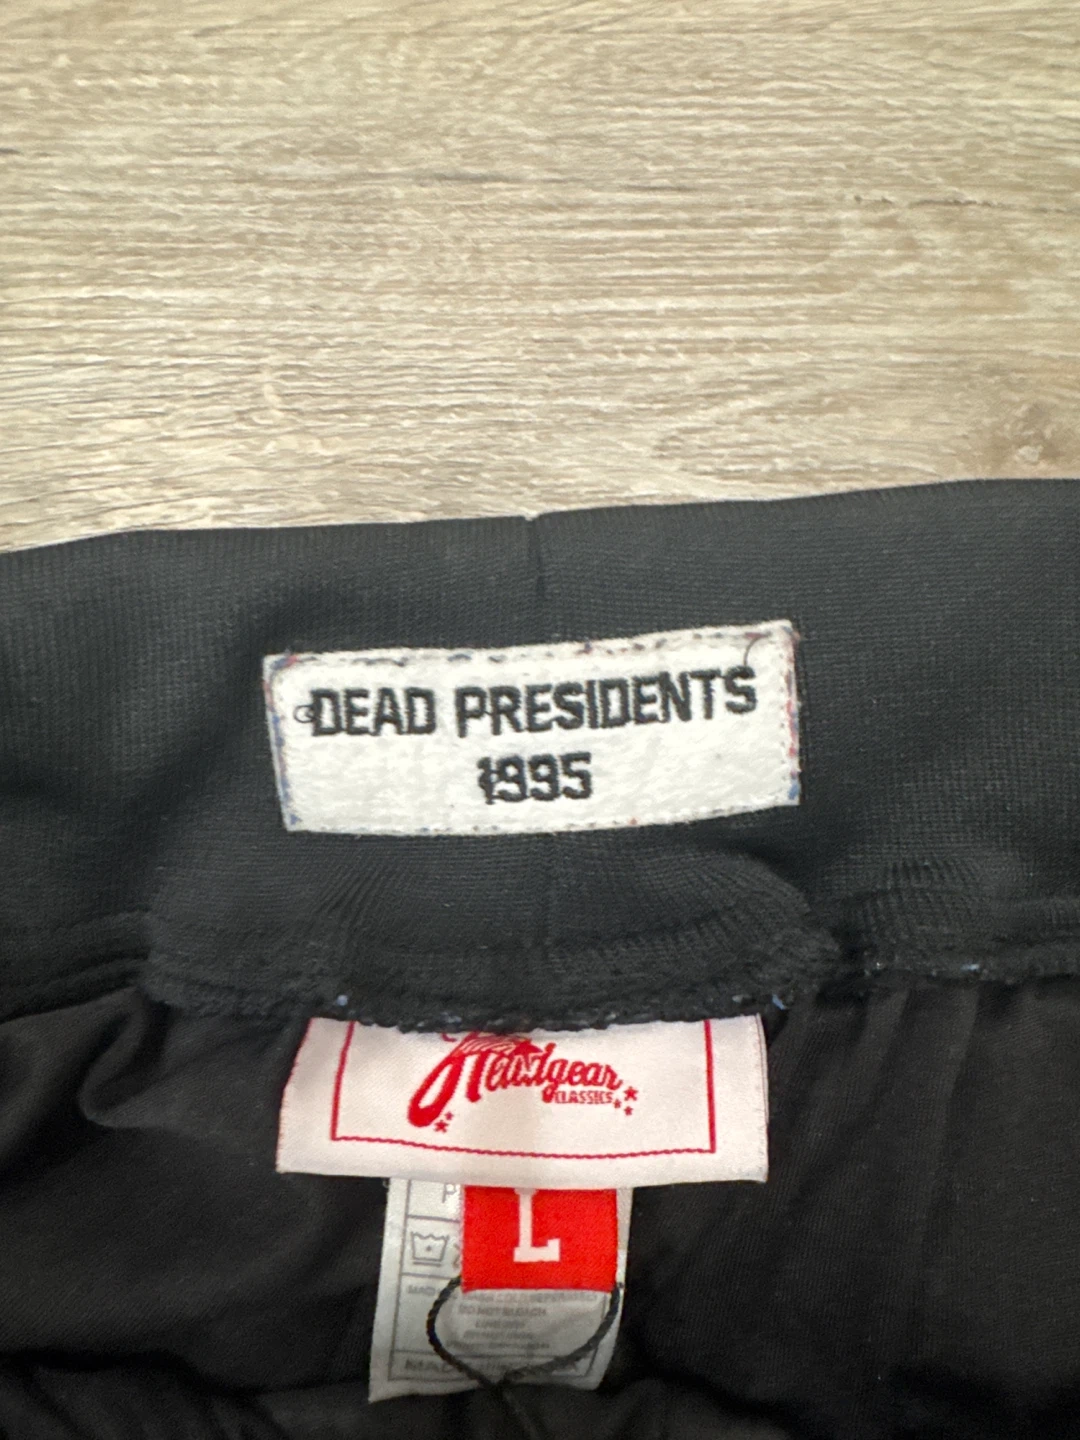 DEAD PRESIDENTS
1995
Headgear
CLASSICS
L
DO NOT BLEACH